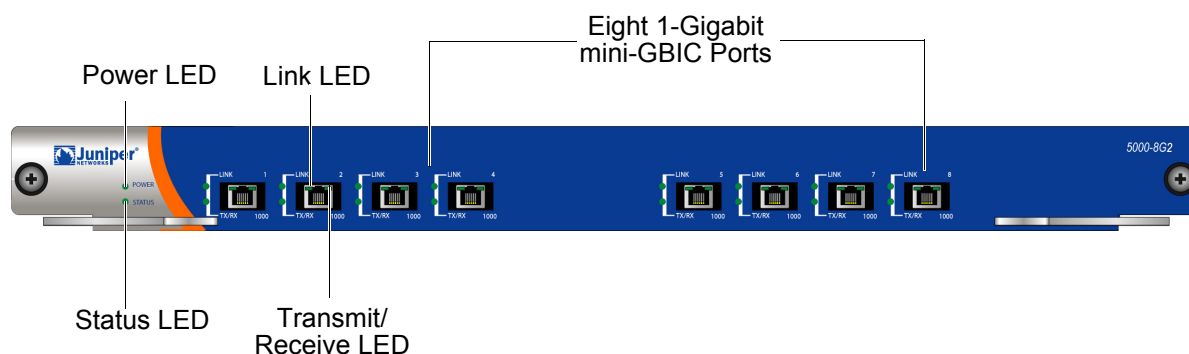 Eight 1-Gigabit
mini-GBIC Ports
Power LED
Link LED
Juniper®
NETWORKS
5000-8G2
POWER
STATUS
LINK 1
TX/RX 1000
LINK 2
TX/RX 1000
LINK 3
TX/RX 1000
LINK 4
TX/RX 1000
LINK 5
TX/RX 1000
LINK 6
TX/RX 1000
LINK 7
TX/RX 1000
LINK 8
TX/RX 1000
Status LED
Transmit/
Receive LED